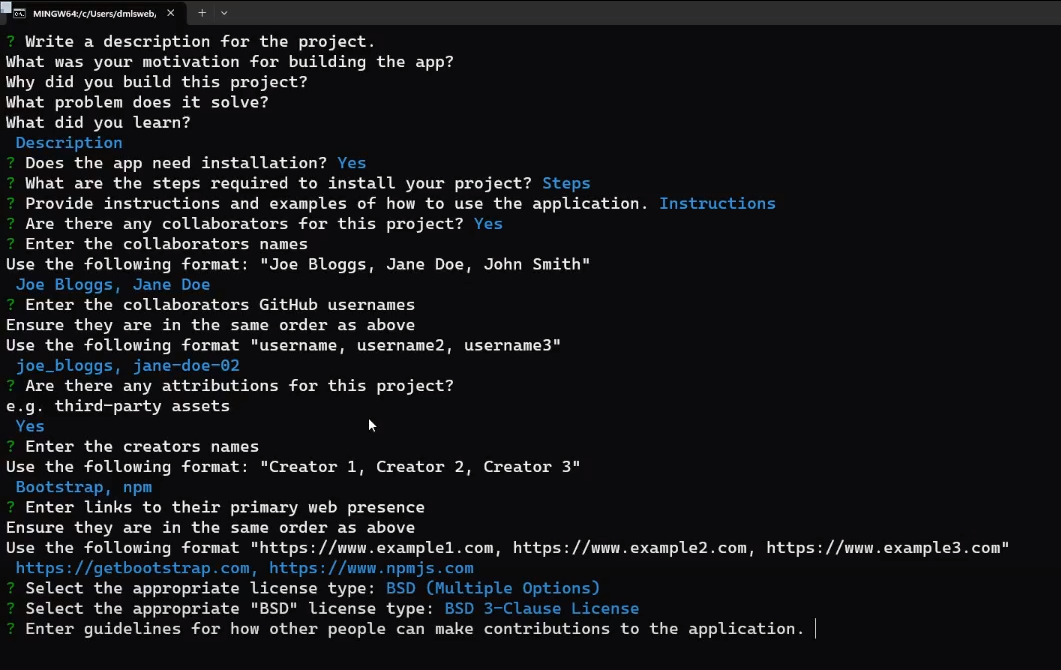 MINGW64:/c/Users/dmlsweb,
? Write a description for the project.
What was your motivation for building the app?
Why did you build this project?
What problem does it solve?
What did you learn?
Description
? Does the app need installation? Yes
? What are the steps required to install your project? Steps
? Provide instructions and examples of how to use the application. Instructions
? Are there any collaborators for this project? Yes
? Enter the collaborators names
Use the following format: "Joe Bloggs, Jane Doe, John Smith"
Joe Bloggs, Jane Doe
? Enter the collaborators GitHub usernames
Ensure they are in the same order as above
Use the following format "username, username2, username3"
joe_bloggs, jane-doe-02
? Are there any attributions for this project?
e.g. third-party assets
Yes
? Enter the creators names
Use the following format: "Creator 1, Creator 2, Creator 3"
Bootstrap, npm
? Enter links to their primary web presence
Ensure they are in the same order as above
Use the following format "https://www.example1.com, https://www.example2.com, https://www.example3.com"
https://getbootstrap.com, https://www.npmjs.com
? Select the appropriate license type: BSD (Multiple Options)
? Select the appropriate "BSD" license type: BSD 3-Clause License
? Enter guidelines for how other people can make contributions to the application.